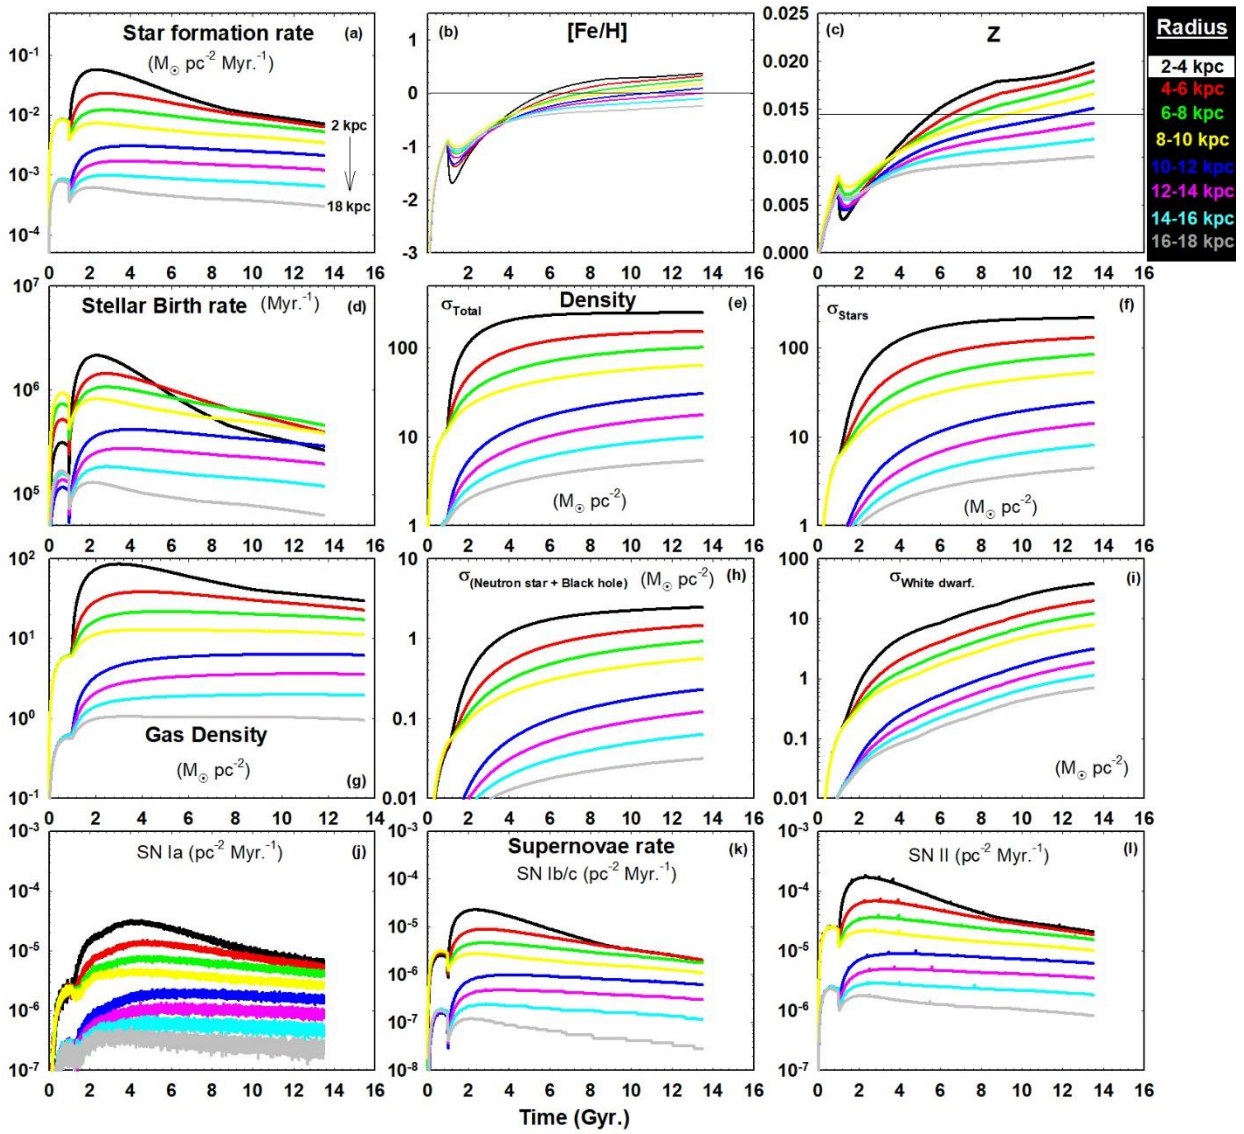 Star formation rate (a)
(M☉ pc-2 Myr.-1)
2 kpc
18 kpc
10-1
10-2
10-3
10-4
0 2 4 6 8 10 12 14 16
(b) [Fe/H]
1
0
-1
-2
-3
0 2 4 6 8 10 12 14 16
(c) Z
0.025
0.020
0.015
0.010
0.005
0.000
0 2 4 6 8 10 12 14 16
Radius
2-4 kpc
4-6 kpc
6-8 kpc
8-10 kpc
10-12 kpc
12-14 kpc
14-16 kpc
16-18 kpc
Stellar Birth rate (Myr.-1) (d)
107
106
105
0 2 4 6 8 10 12 14 16
σTotal Density (e)
(M☉ pc-2)
100
10
1
0 2 4 6 8 10 12 14 16
σStars (f)
(M☉ pc-2)
100
10
1
0 2 4 6 8 10 12 14 16
102
101
100
10-1
Gas Density
(M☉ pc-2)
(g)
0 2 4 6 8 10 12 14 16
σ(Neutron star + Black hole) (M☉ pc-2) (h)
10
1
0.1
0.01
0 2 4 6 8 10 12 14 16
σWhite dwarf. (i)
(M☉ pc-2)
100
10
1
0.1
0.01
0 2 4 6 8 10 12 14 16
SN Ia (pc-2 Myr.-1) (j)
10-3
10-4
10-5
10-6
10-7
0 2 4 6 8 10 12 14 16
Supernovae rate (k)
SN Ib/c (pc-2 Myr.-1)
10-3
10-4
10-5
10-6
10-7
10-8
0 2 4 6 8 10 12 14 16
SN II (pc-2 Myr.-1) (l)
10-3
10-4
10-5
10-6
10-7
0 2 4 6 8 10 12 14 16
Time (Gyr.)